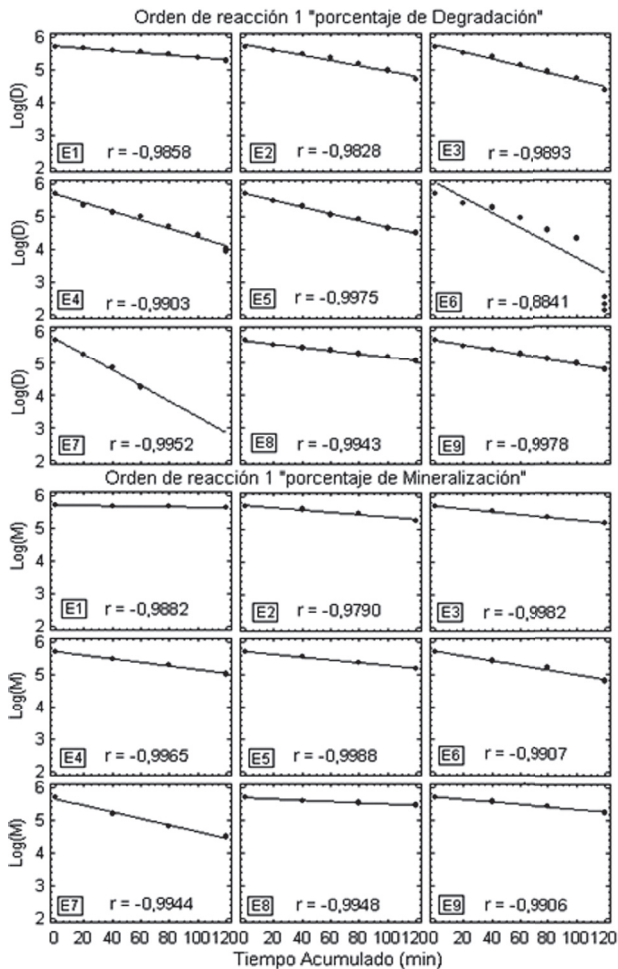 Orden de reacción 1 "porcentaje de Degradación"
6
5
4
3
2
Log(D)
E1 r = -0,9858
E2 r = -0,9828
E3 r = -0,9893
6
5
4
3
2
Log(D)
E4 r = -0,9903
E5 r = -0,9975
E6 r = -0,8841
6
5
4
3
2
Log(D)
E7 r = -0,9952
E8 r = -0,9943
E9 r = -0,9978
Orden de reacción 1 "porcentaje de Mineralización"
6
5
4
3
2
Log(M)
E1 r = -0,9882
E2 r = -0,9790
E3 r = -0,9982
6
5
4
3
2
Log(M)
E4 r = -0,9965
E5 r = -0,9988
E6 r = -0,9907
6
5
4
3
2
Log(M)
E7 r = -0,9944
E8 r = -0,9948
E9 r = -0,9906
0 20 40 60 80 100120 0 20 40 60 80 100120 0 20 40 60 80 100120
Tiempo Acumulado (min)